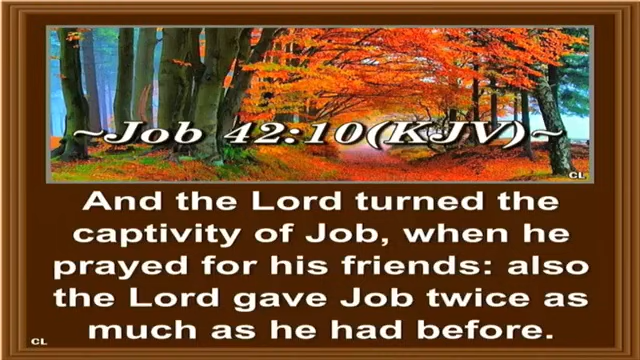 ~Job 42:10(KJV)~
CL
And the Lord turned the
captivity of Job, when he
prayed for his friends: also
the Lord gave Job twice as
much as he had before.
CL